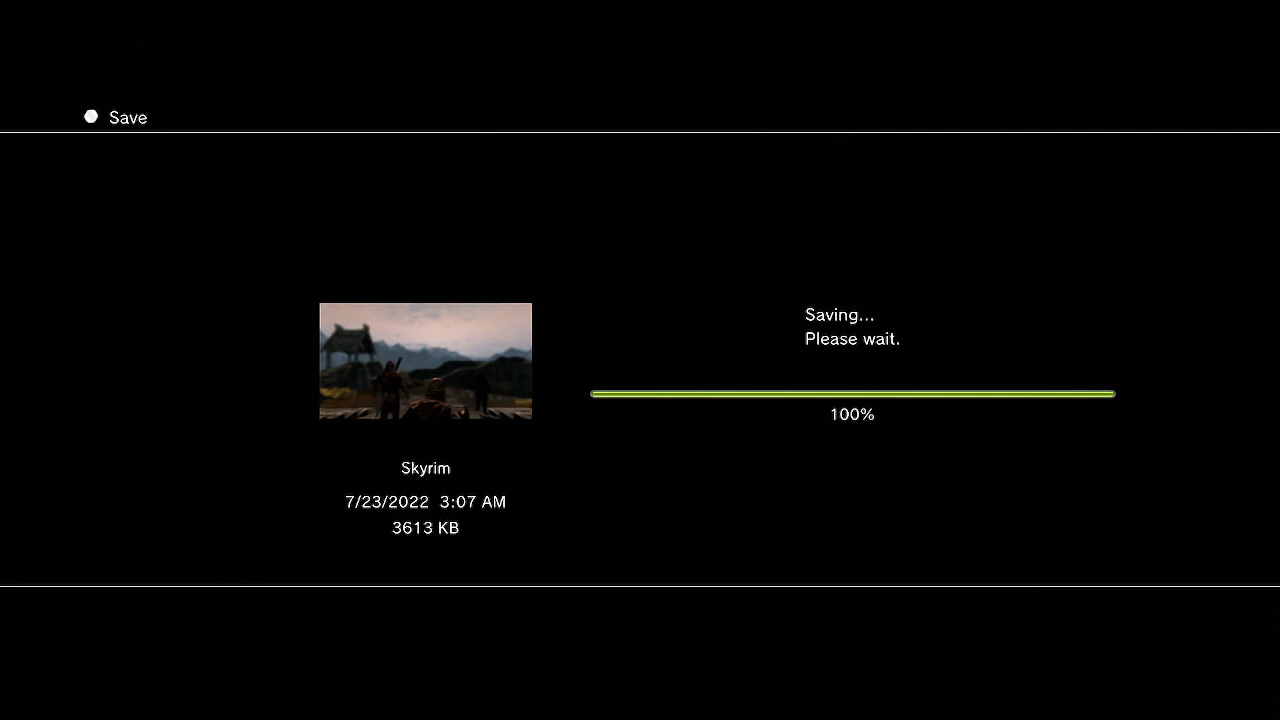 Save
Saving...
Please wait.
100%
Skyrim
7/23/2022 3:07 AM
3613 KB